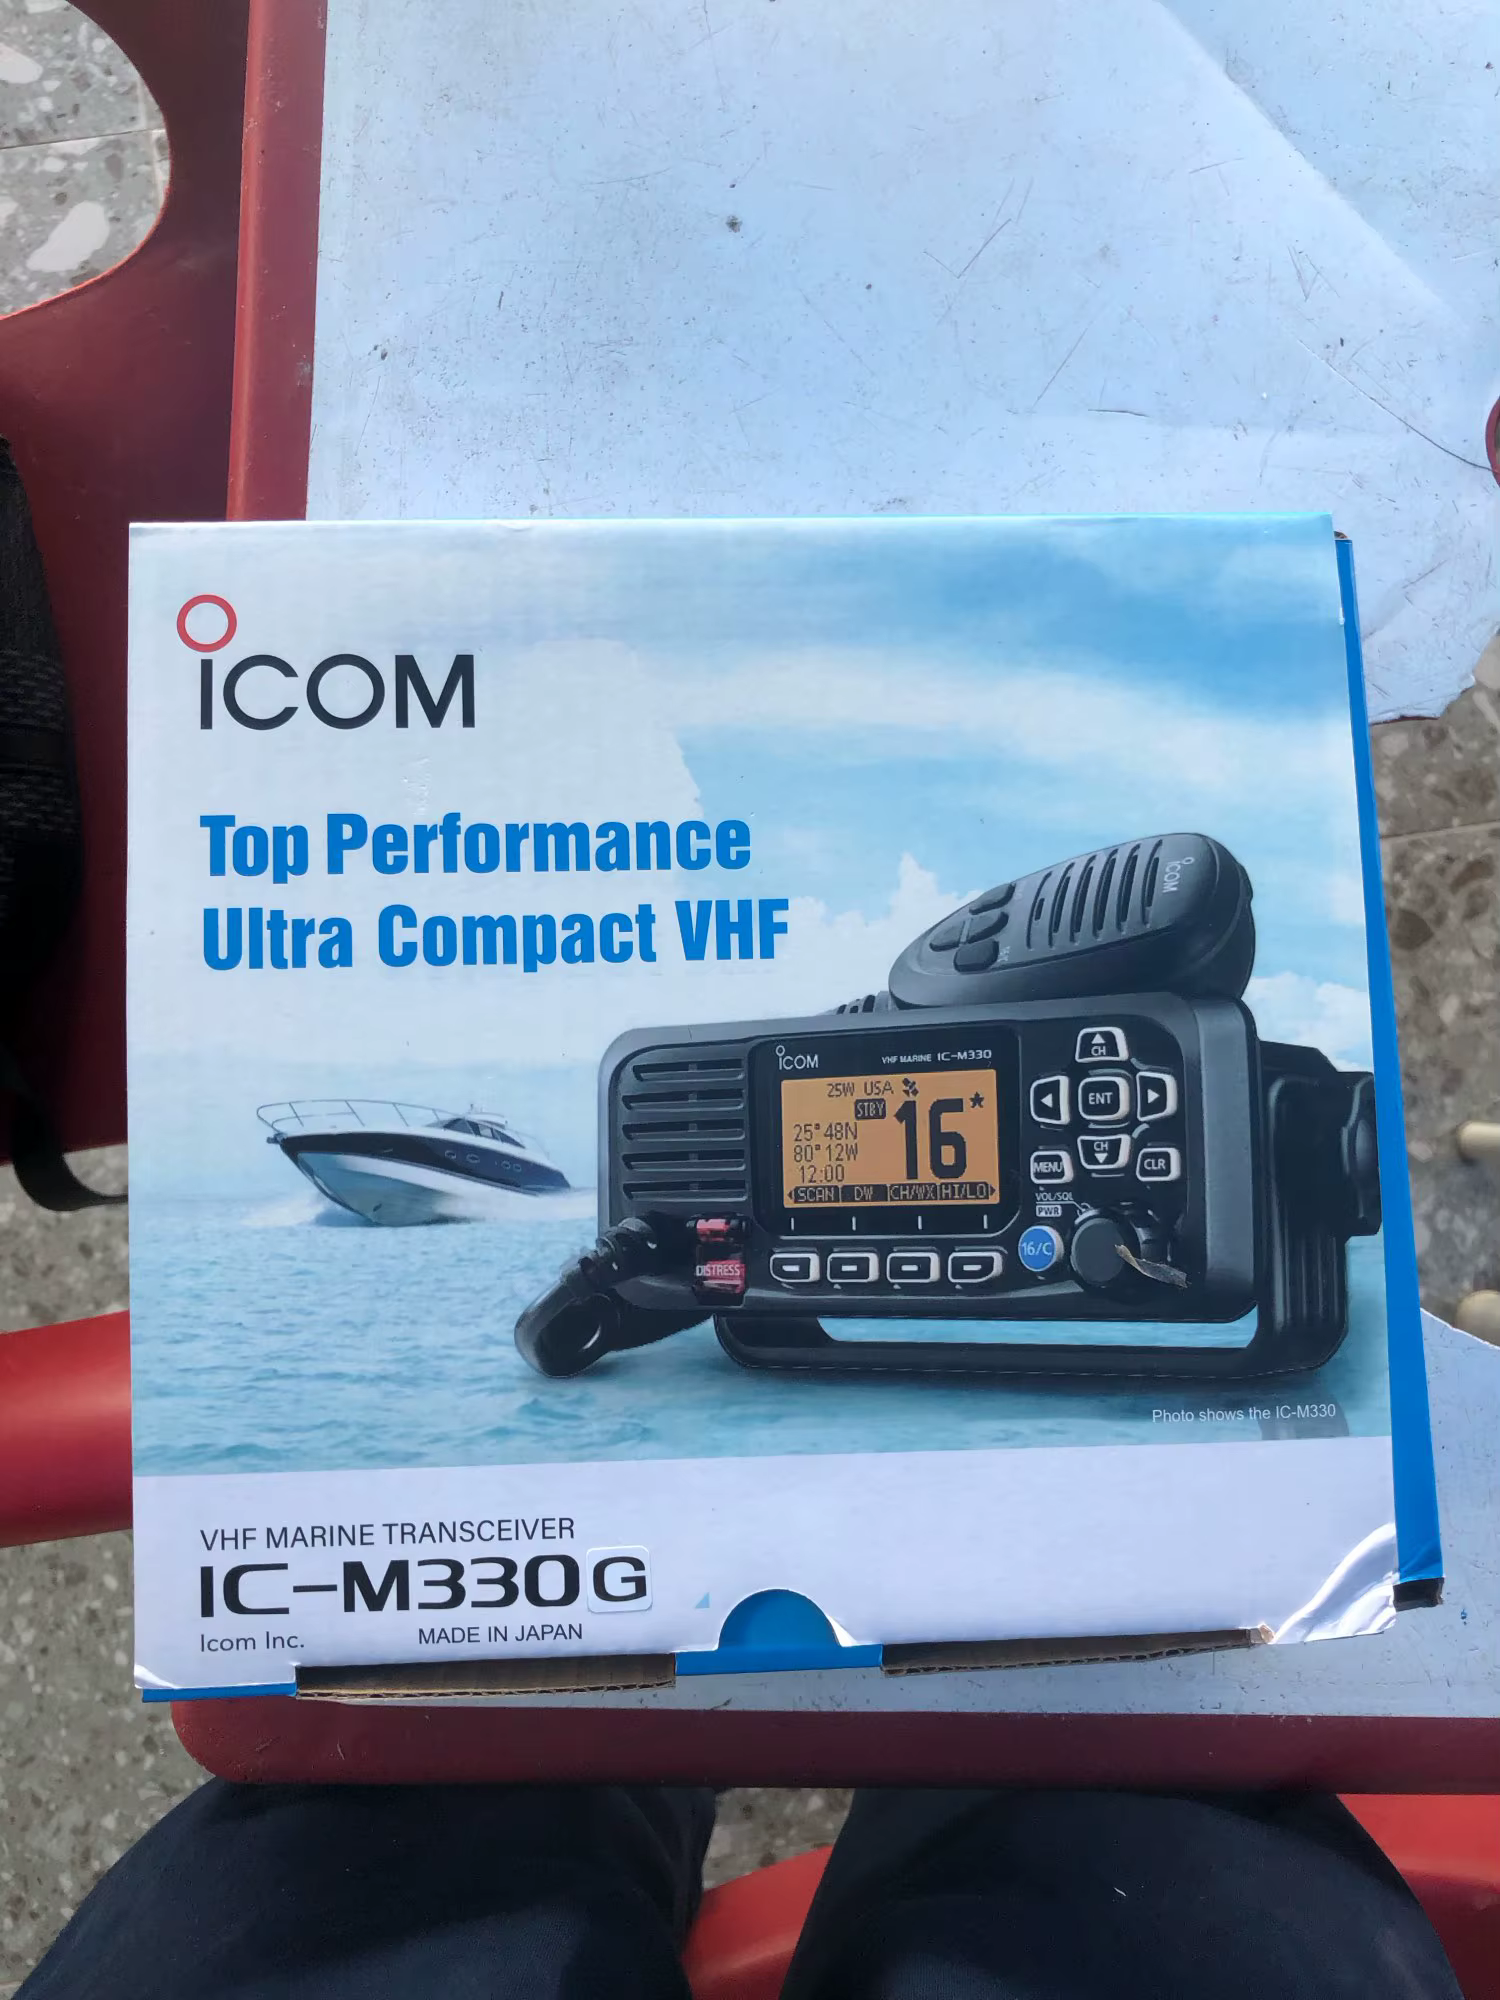 ICOM
Top Performance
Ultra Compact VHF
ICOM
ICOM
VHF MARINE IC-M330
25W USA
STBY
16★
25°48N
80°12W
12:00
SCAN DW CH/WX HI/LO
DISTRESS
CH
ENT
CH
MENU
CLR
VOL/SQL
PWR
16/C
Photo shows the IC-M330
VHF MARINE TRANSCEIVER
IC-M330G
Icom Inc.
MADE IN JAPAN